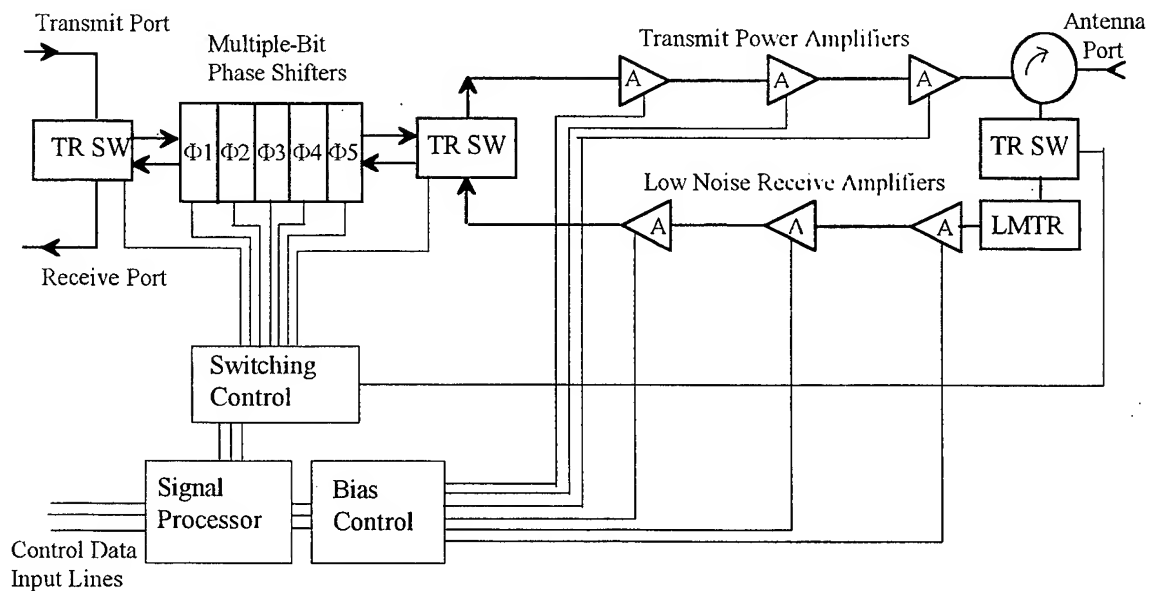 Transmit Port
Multiple-Bit
Phase Shifters
Transmit Power Amplifiers
Antenna
Port
A
A
A
TR SW
Φ1
Φ2
Φ3
Φ4
Φ5
TR SW
TR SW
Low Noise Receive Amplifiers
A
Λ
A
LMTR
Receive Port
Switching
Control
Signal
Processor
Bias
Control
Control Data
Input Lines